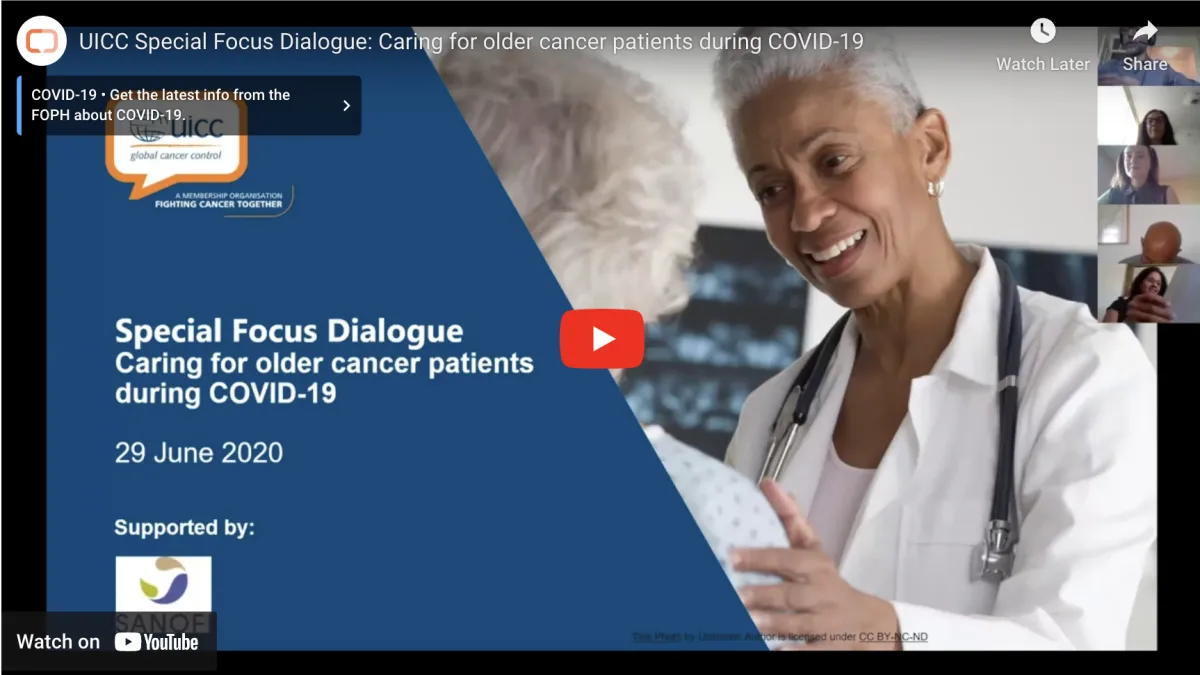 UICC Special Focus Dialogue: Caring for older cancer patients during COVID-19
Watch Later
Share
COVID-19 • Get the latest info from the
FOPH about COVID-19.
uicc
global cancer control
A MEMBERSHIP ORGANISATION
FIGHTING CANCER TOGETHER
Special Focus Dialogue
Caring for older cancer patients
during COVID-19
29 June 2020
Supported by:
SANOFI
This Photo by Unknown Author is licensed under CC BY-NC-ND
Watch on YouTube